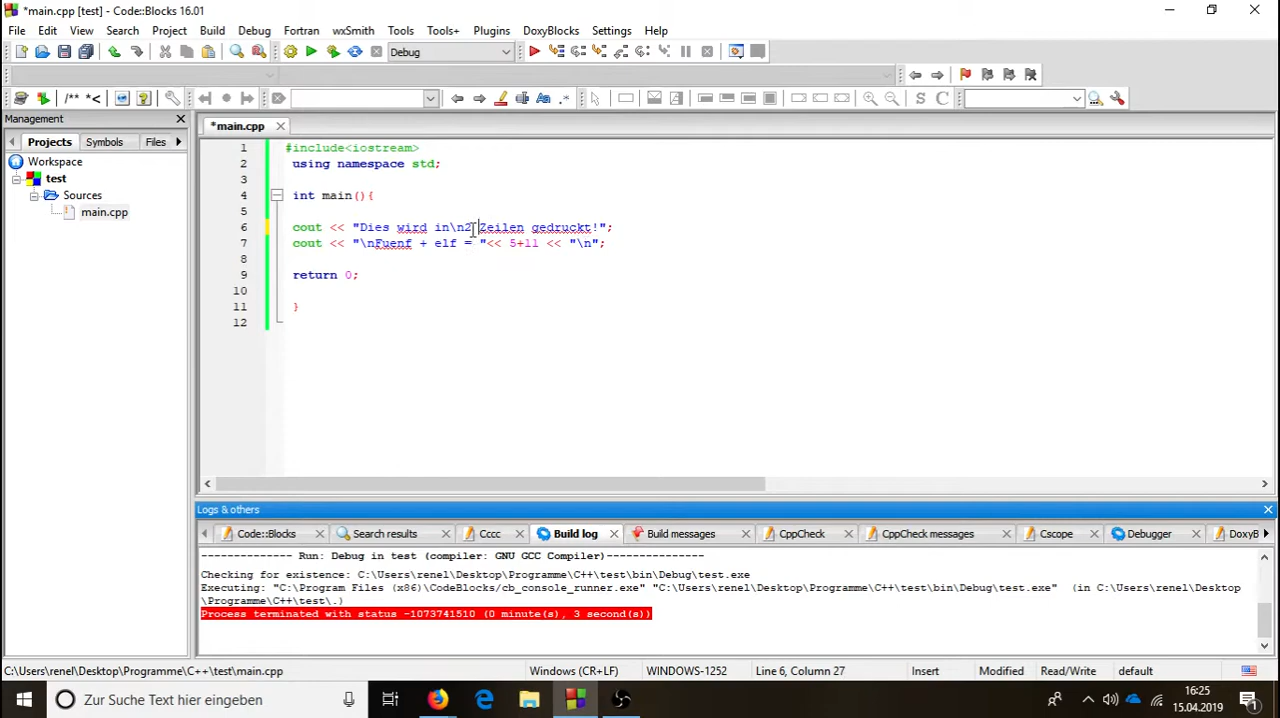 *main.cpp [test] - Code::Blocks 16.01
File Edit View Search Project Build Debug Fortran wxSmith Tools Tools+ Plugins DoxyBlocks Settings Help
Debug
/** *<
Aa .* S C
Management
Projects Symbols Files
*main.cpp
Workspace
test
Sources
main.cpp
1 #include<iostream>
2 using namespace std;
3
4 int main(){
5
6 cout << "Dies wird in\n2 Zeilen gedruckt!";
7 cout << "\nFuenf + elf = "<< 5+11 << "\n";
8
9 return 0;
10
11 }
12
Logs & others
Code::Blocks Search results Cccc Build log Build messages CppCheck CppCheck messages Cscope Debugger DoxyB
-------------- Run: Debug in test (compiler: GNU GCC Compiler)---------------
Checking for existence: C:\Users\renel\Desktop\Programme\C++\test\bin\Debug\test.exe
Executing: "C:\Program Files (x86)\CodeBlocks/cb_console_runner.exe" "C:\Users\renel\Desktop\Programme\C++\test\bin\Debug\test.exe"  (in C:\Users\renel\Desktop
\Programme\C++\test\.)
Process terminated with status -1073741510 (0 minute(s), 3 second(s))
C:\Users\renel\Desktop\Programme\C++\test\main.cpp Windows (CR+LF) WINDOWS-1252 Line 6, Column 27 Insert Modified Read/Write default
Zur Suche Text hier eingeben
16:25
15.04.2019
1